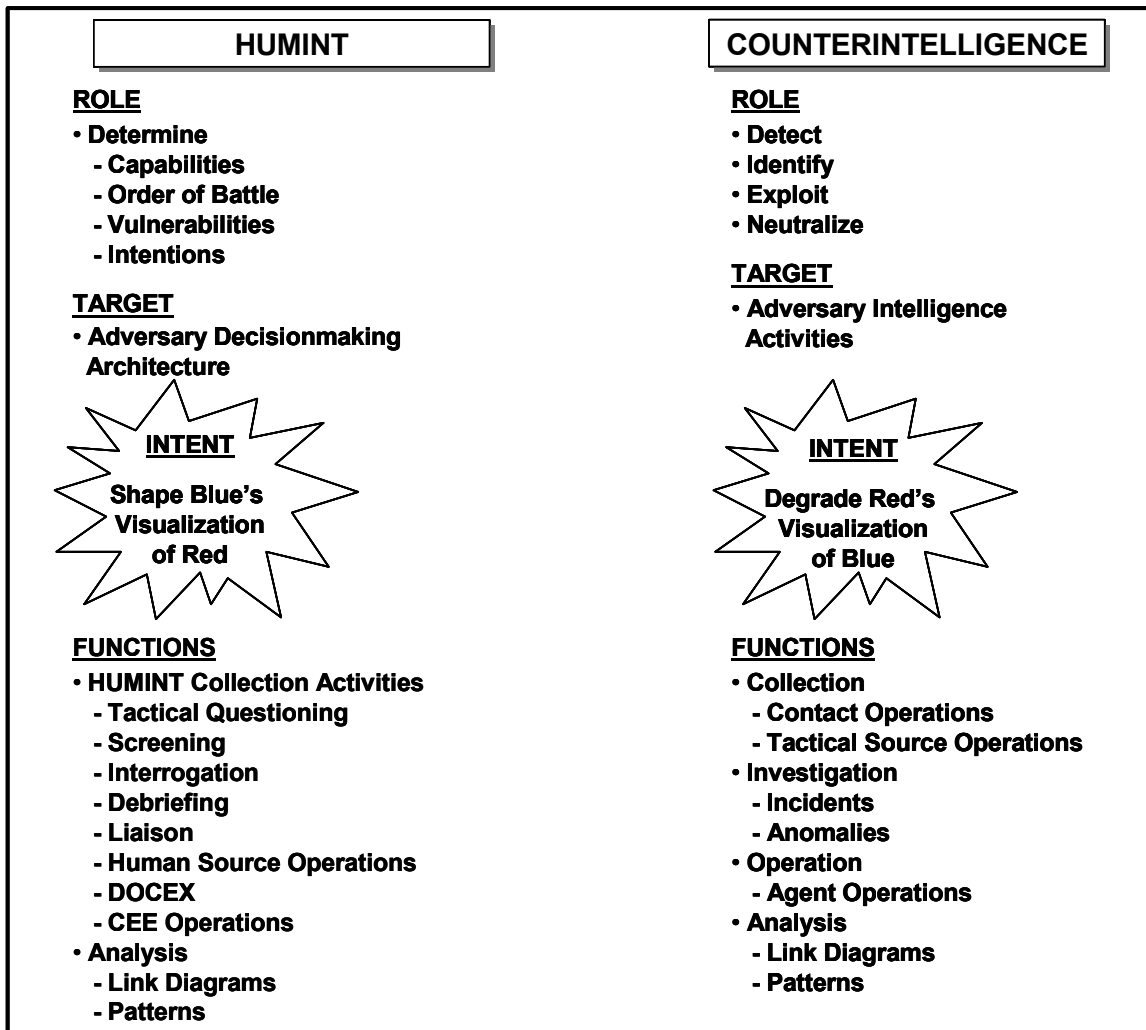 HUMINT
ROLE
• Determine
- Capabilities
- Order of Battle
- Vulnerabilities
- Intentions
TARGET
• Adversary Decisionmaking
Architecture
INTENT
Shape Blue’s
Visualization
of Red
FUNCTIONS
• HUMINT Collection Activities
- Tactical Questioning
- Screening
- Interrogation
- Debriefing
- Liaison
- Human Source Operations
- DOCEX
- CEE Operations
• Analysis
- Link Diagrams
- Patterns
COUNTERINTELLIGENCE
ROLE
• Detect
• Identify
• Exploit
• Neutralize
TARGET
• Adversary Intelligence
Activities
INTENT
Degrade Red’s
Visualization
of Blue
FUNCTIONS
• Collection
- Contact Operations
- Tactical Source Operations
• Investigation
- Incidents
- Anomalies
• Operation
- Agent Operations
• Analysis
- Link Diagrams
- Patterns